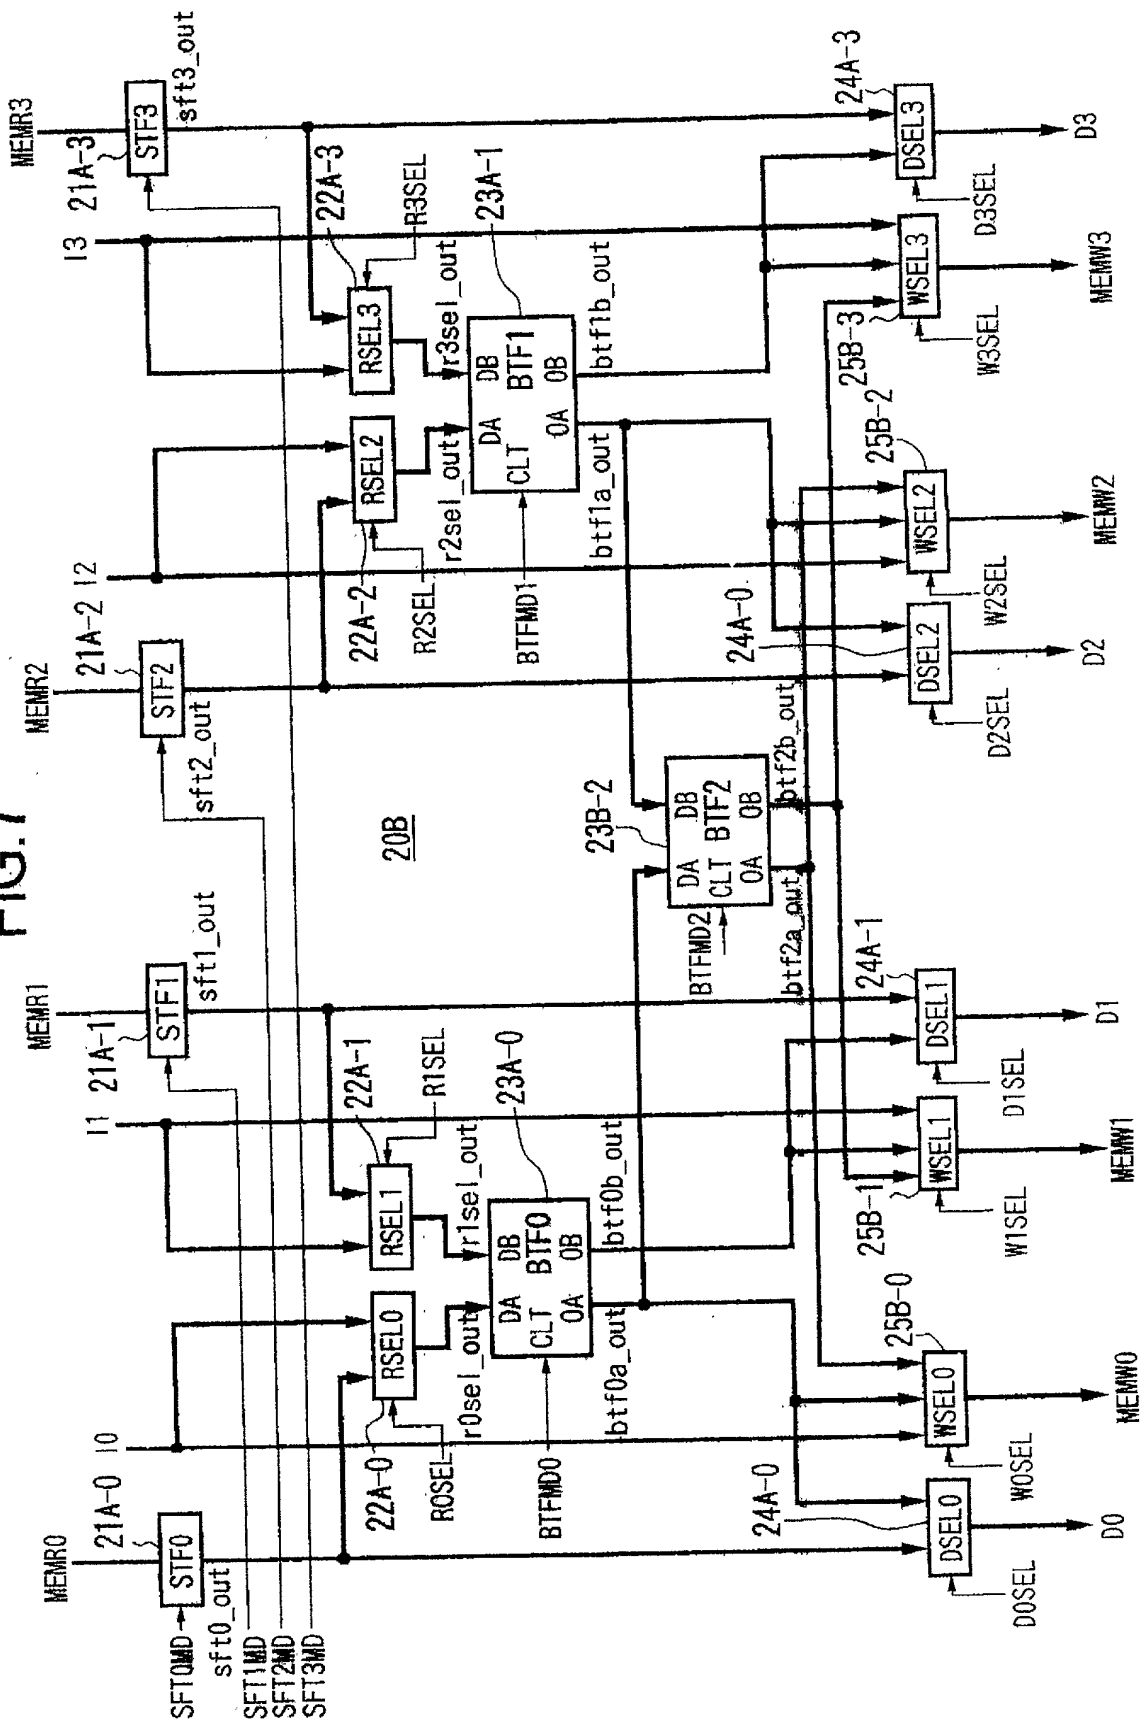 FIG.7
MEMR0
MEMR1
MEMR2
MEMR3
I0
I1
I2
I3
21A-0
21A-1
21A-2
21A-3
STF0
STF1
STF2
STF3
SFT0MD
SFT1MD
SFT2MD
SFT3MD
sft0_out
sft1_out
sft2_out
sft3_out
20B
22A-0
22A-1
22A-2
22A-3
RSEL0
RSEL1
RSEL2
RSEL3
R0SEL
R1SEL
R2SEL
R3SEL
r0sel_out
r1sel_out
r2sel_out
r3sel_out
23A-0
23A-1
DA DB
CLT BTF0
OA OB
DA DB
CLT BTF1
OA OB
BTFMD0
BTFMD1
btf0a_out
btf0b_out
btf1a_out
btf1b_out
23B-2
DA DB
CLT BTF2
OA OB
BTFMD2
btf2a_out
btf2b_out
24A-0
25B-0
25B-1
24A-1
24A-0
25B-2
25B-3
24A-3
DSEL0
WSEL0
WSEL1
DSEL1
DSEL2
WSEL2
WSEL3
DSEL3
D0SEL
W0SEL
W1SEL
D1SEL
D2SEL
W2SEL
W3SEL
D3SEL
D0
MEMW0
MEMW1
D1
D2
MEMW2
MEMW3
D3